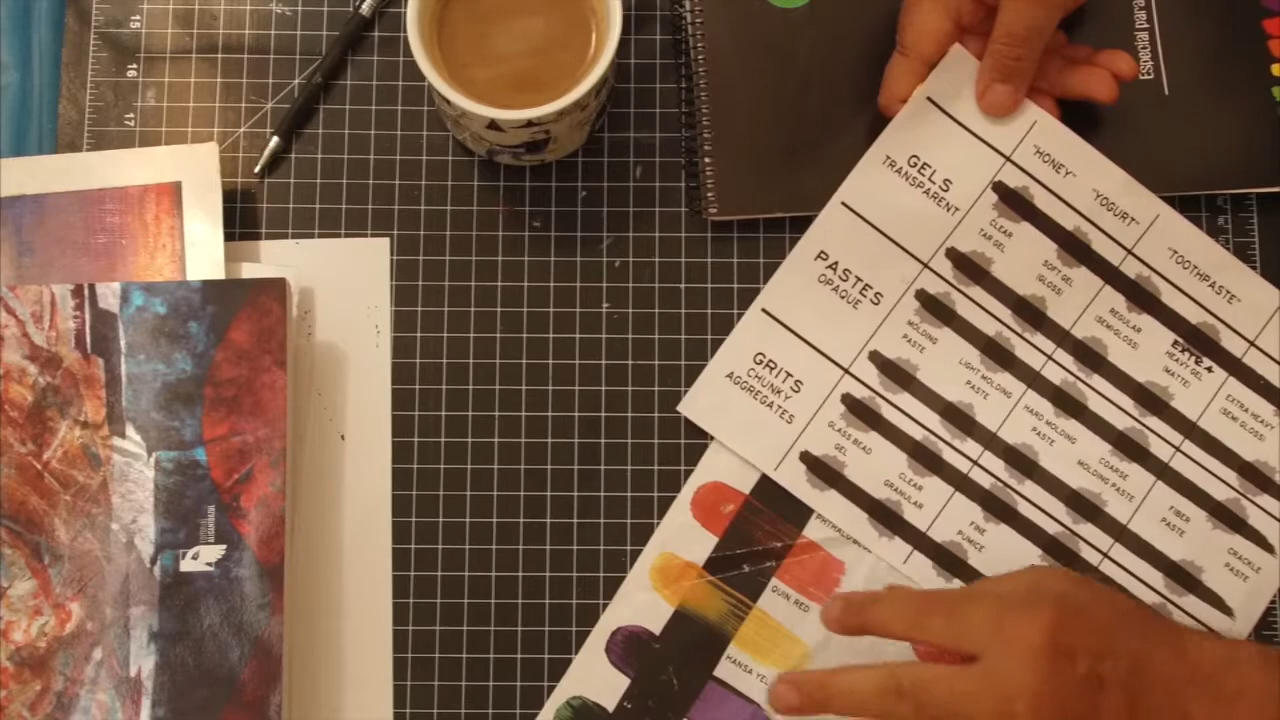 15
16
17
Especial para
"HONEY" "YOGURT" "TOOTHPASTE"
GELS
TRANSPARENT
CLEAR
TAR GEL
SOFT GEL
(GLOSS)
REGULAR
(SEMI GLOSS)
EXTRA
HEAVY GEL
(MATTE)
EXTRA HEAVY
(SEMI GLOSS)
PASTES
OPAQUE
MOLDING
PASTE
LIGHT MOLDING
PASTE
HARD MOLDING
PASTE
COARSE
MOLDING PASTE
FIBER
PASTE
CRACKLE
PASTE
GRITS
CHUNKY
AGGREGATES
GLASS BEAD
GEL
CLEAR
GRANULAR
FINE
PUMICE
QUIN. RED
HANSA YEL